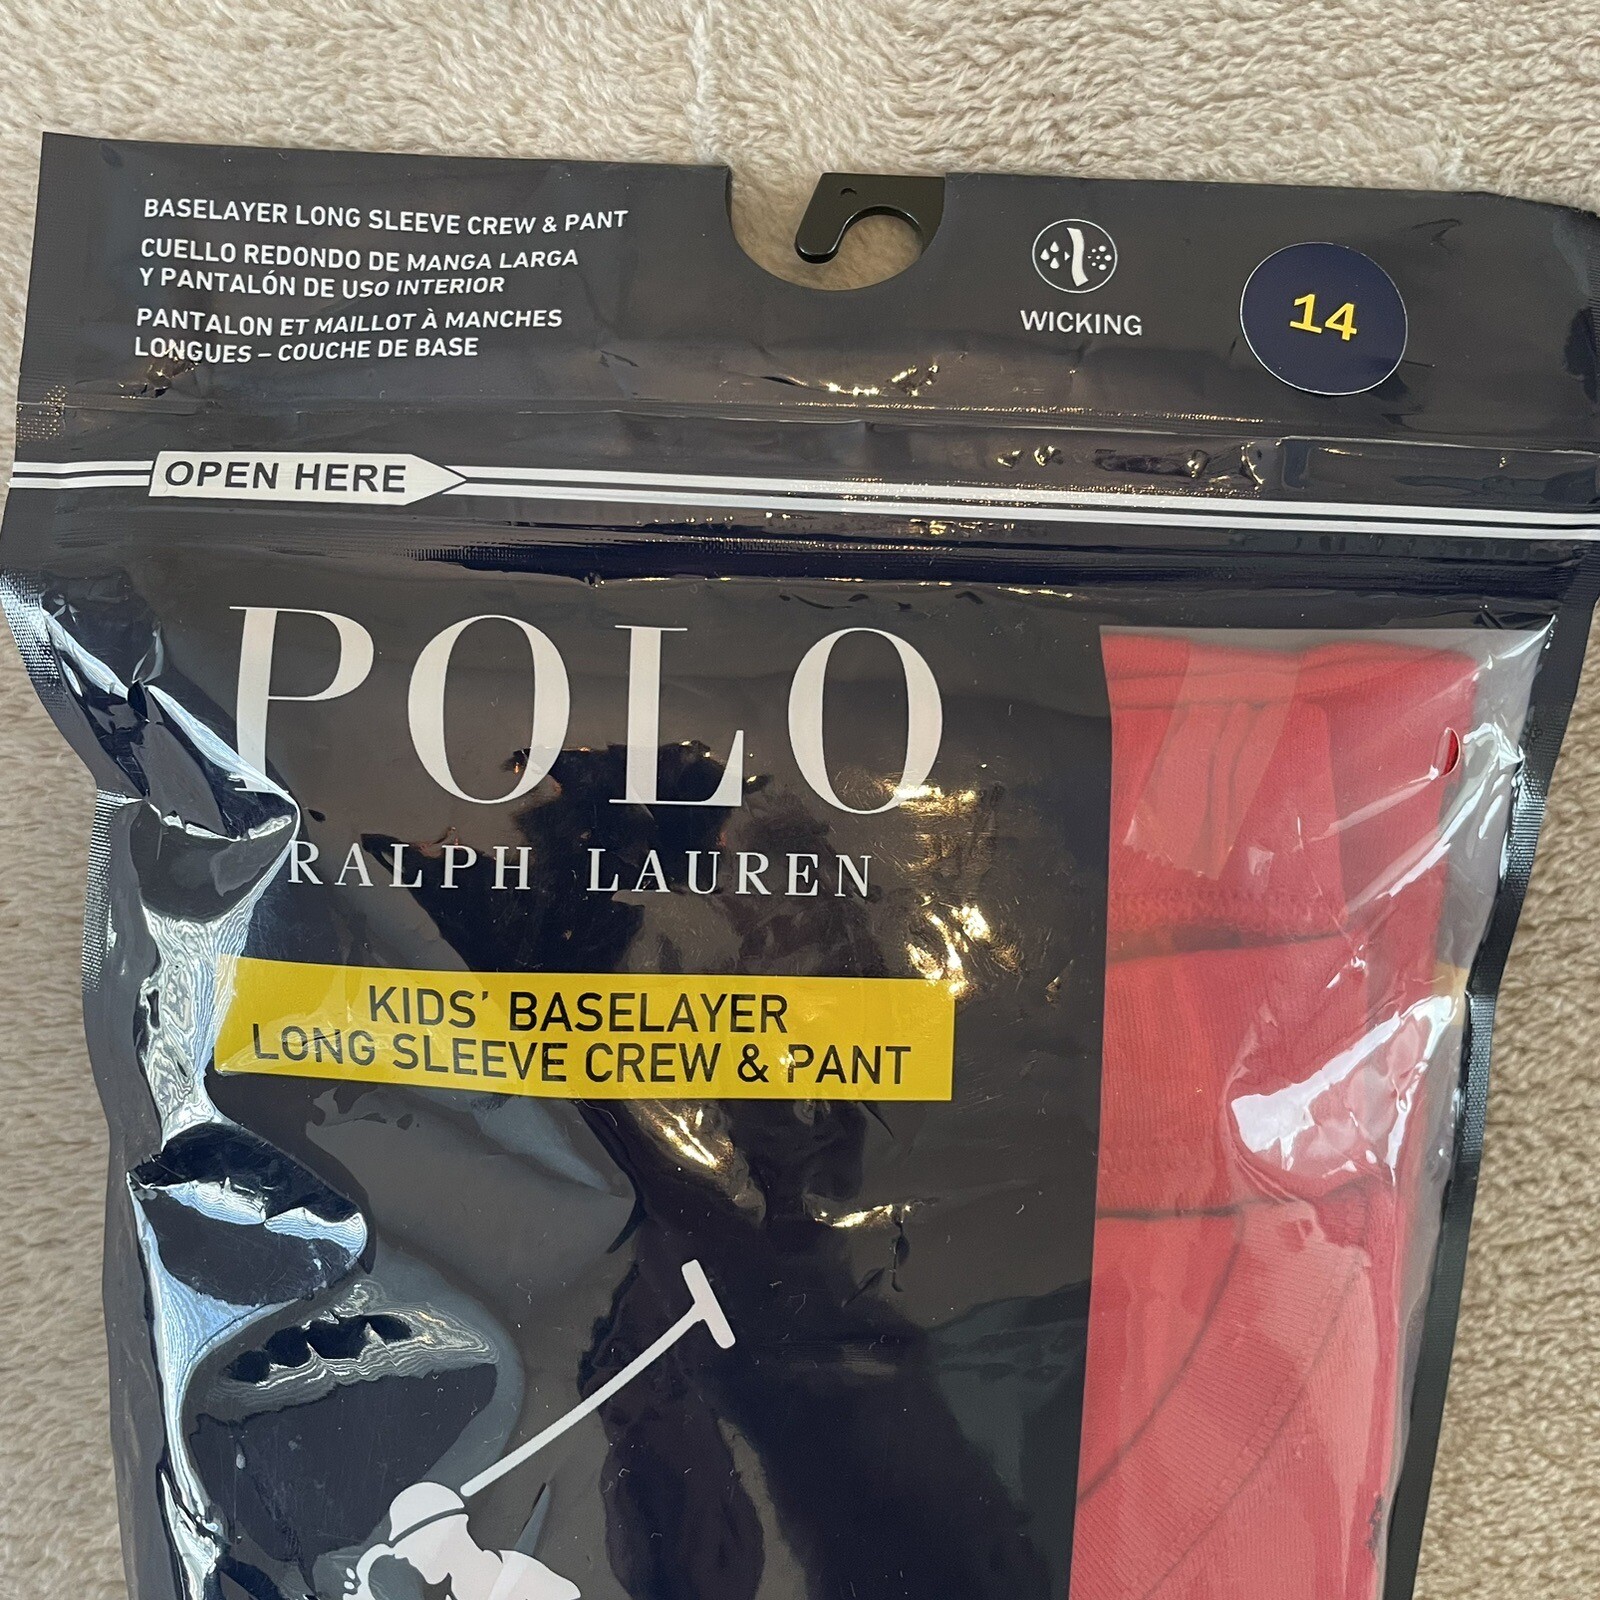 BASELAYER LONG SLEEVE CREW & PANT
CUELLO REDONDO DE MANGA LARGA
Y PANTALÓN DE USO INTERIOR
PANTALON ET MAILLOT À MANCHES
LONGUES – COUCHE DE BASE
WICKING
14
OPEN HERE
POLO
RALPH LAUREN
KIDS’ BASELAYER
LONG SLEEVE CREW & PANT